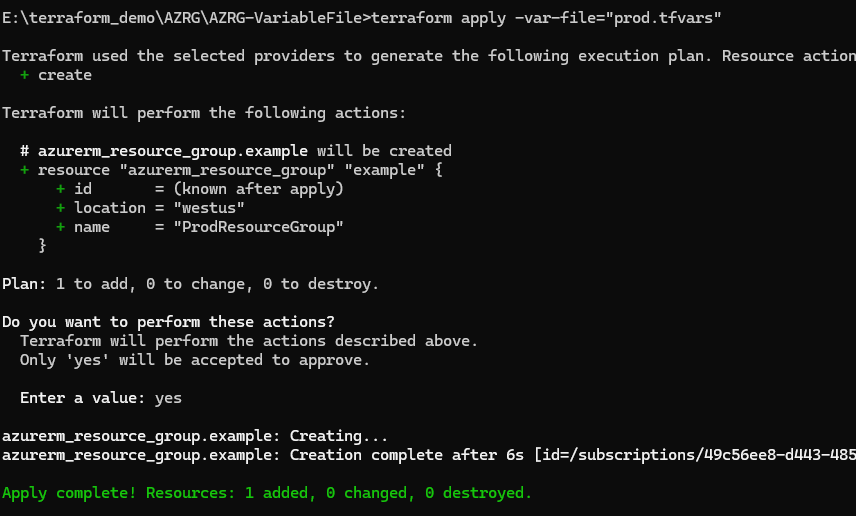 E:\terraform_demo\AZRG\AZRG-VariableFile>terraform apply -var-file="prod.tfvars"
Terraform used the selected providers to generate the following execution plan. Resource action
+ create
Terraform will perform the following actions:
# azurerm_resource_group.example will be created
+ resource "azurerm_resource_group" "example" {
+ id       = (known after apply)
+ location = "westus"
+ name     = "ProdResourceGroup"
}
Plan: 1 to add, 0 to change, 0 to destroy.
Do you want to perform these actions?
Terraform will perform the actions described above.
Only 'yes' will be accepted to approve.
Enter a value: yes
azurerm_resource_group.example: Creating...
azurerm_resource_group.example: Creation complete after 6s [id=/subscriptions/49c56ee8-d443-485
Apply complete! Resources: 1 added, 0 changed, 0 destroyed.